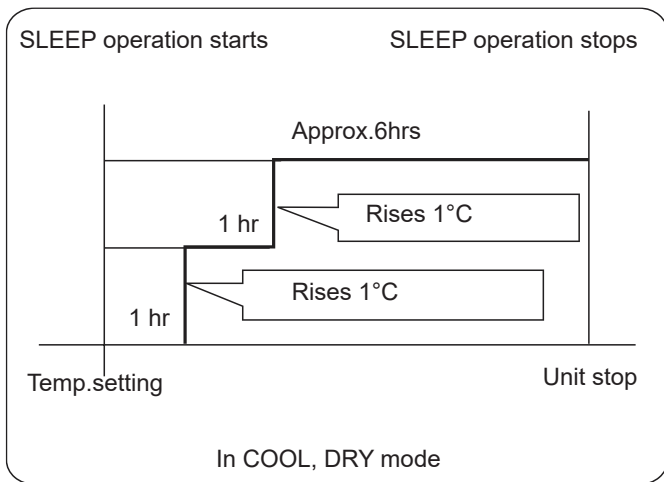 SLEEP operation starts
SLEEP operation stops
Approx.6hrs
Rises 1°C
1 hr
Rises 1°C
1 hr
Temp.setting
Unit stop
In COOL, DRY mode